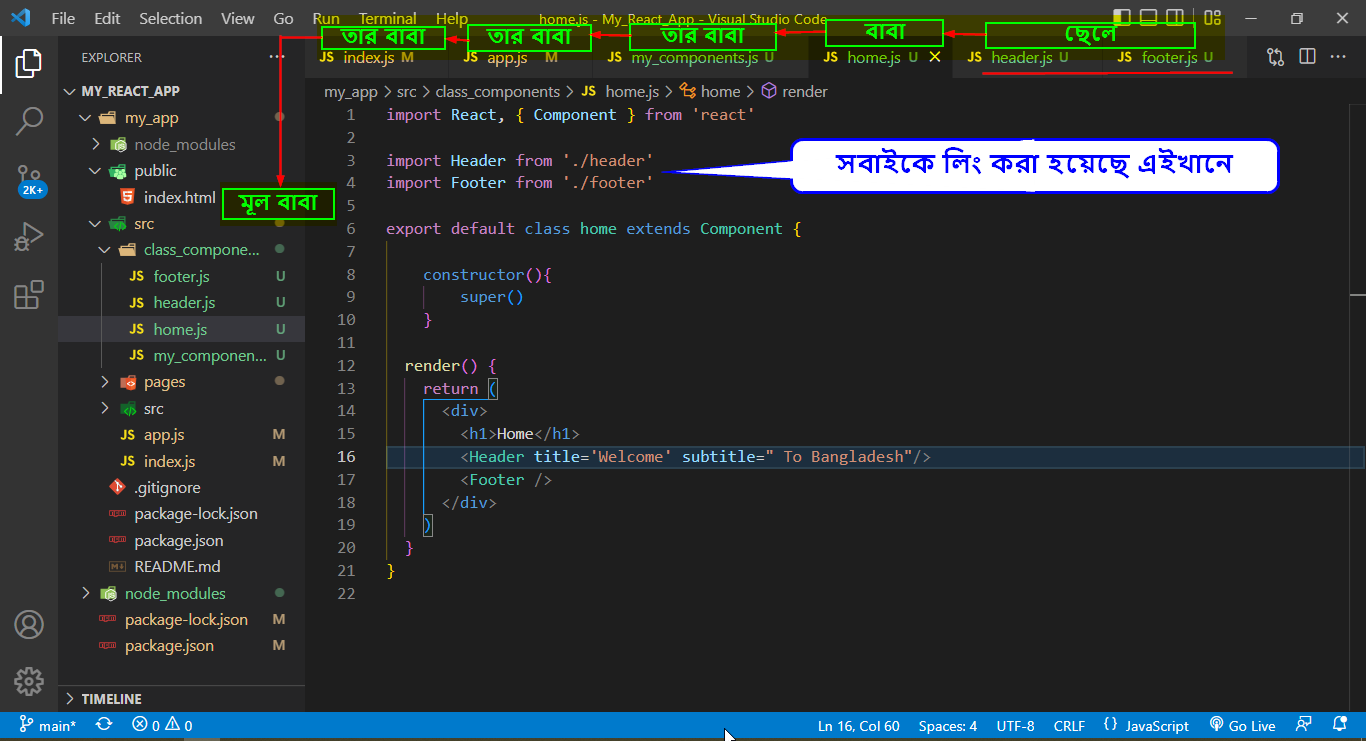 File Edit Selection View Go Run Terminal Help home.js - My_React_App - Visual Studio Code
তার বাবা তার বাবা তার বাবা বাবা ছেলে
EXPLORER ... JS index.js M JS app.js M JS my_components.js U JS home.js U JS header.js U JS footer.js U ...
MY_REACT_APP
my_app > src > class_components > JS home.js > home > render
my_app
node_modules
public
index.html
মূল বাবা
src
class_compone...
JS footer.js U
JS header.js U
JS home.js U
JS my_componen... U
pages
src
JS app.js M
JS index.js M
.gitignore
package-lock.json
package.json
README.md
node_modules
package-lock.json M
package.json M
TIMELINE
2K+
1 import React, { Component } from 'react'
2
3 import Header from './header'
4 import Footer from './footer'
সবাইকে লিং করা হয়েছে এইখানে
5
6 export default class home extends Component {
7
8 constructor(){
9 super()
10 }
11
12 render() {
13 return (
14 <div>
15 <h1>Home</h1>
16 <Header title='Welcome' subtitle=" To Bangladesh"/>
17 <Footer />
18 </div>
19 )
20 }
21 }
22
main* 0 0 Ln 16, Col 60 Spaces: 4 UTF-8 CRLF {} JavaScript Go Live